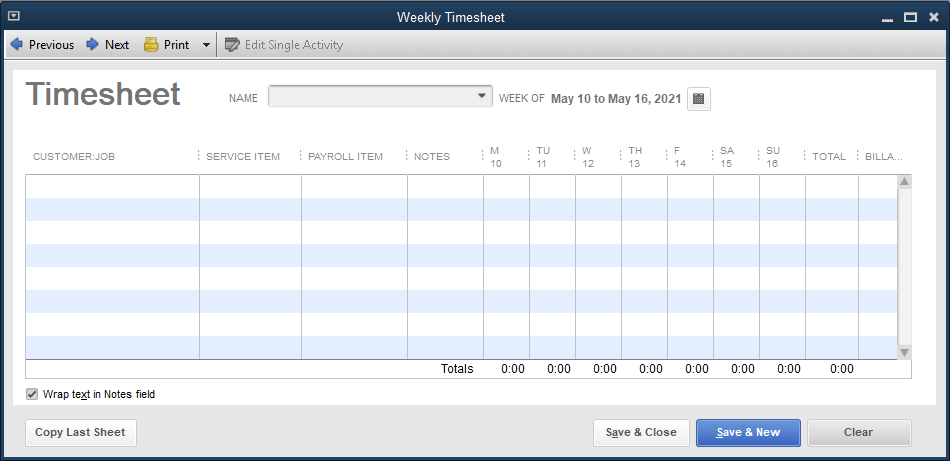 Weekly Timesheet
Previous Next Print Edit Single Activity
Timesheet NAME WEEK OF May 10 to May 16, 2021
CUSTOMER:JOB SERVICE ITEM PAYROLL ITEM NOTES M 10 TU 11 W 12 TH 13 F 14 SA 15 SU 16 TOTAL BILLA...
Totals 0:00 0:00 0:00 0:00 0:00 0:00 0:00 0:00
Wrap text in Notes field
Copy Last Sheet Save & Close Save & New Clear